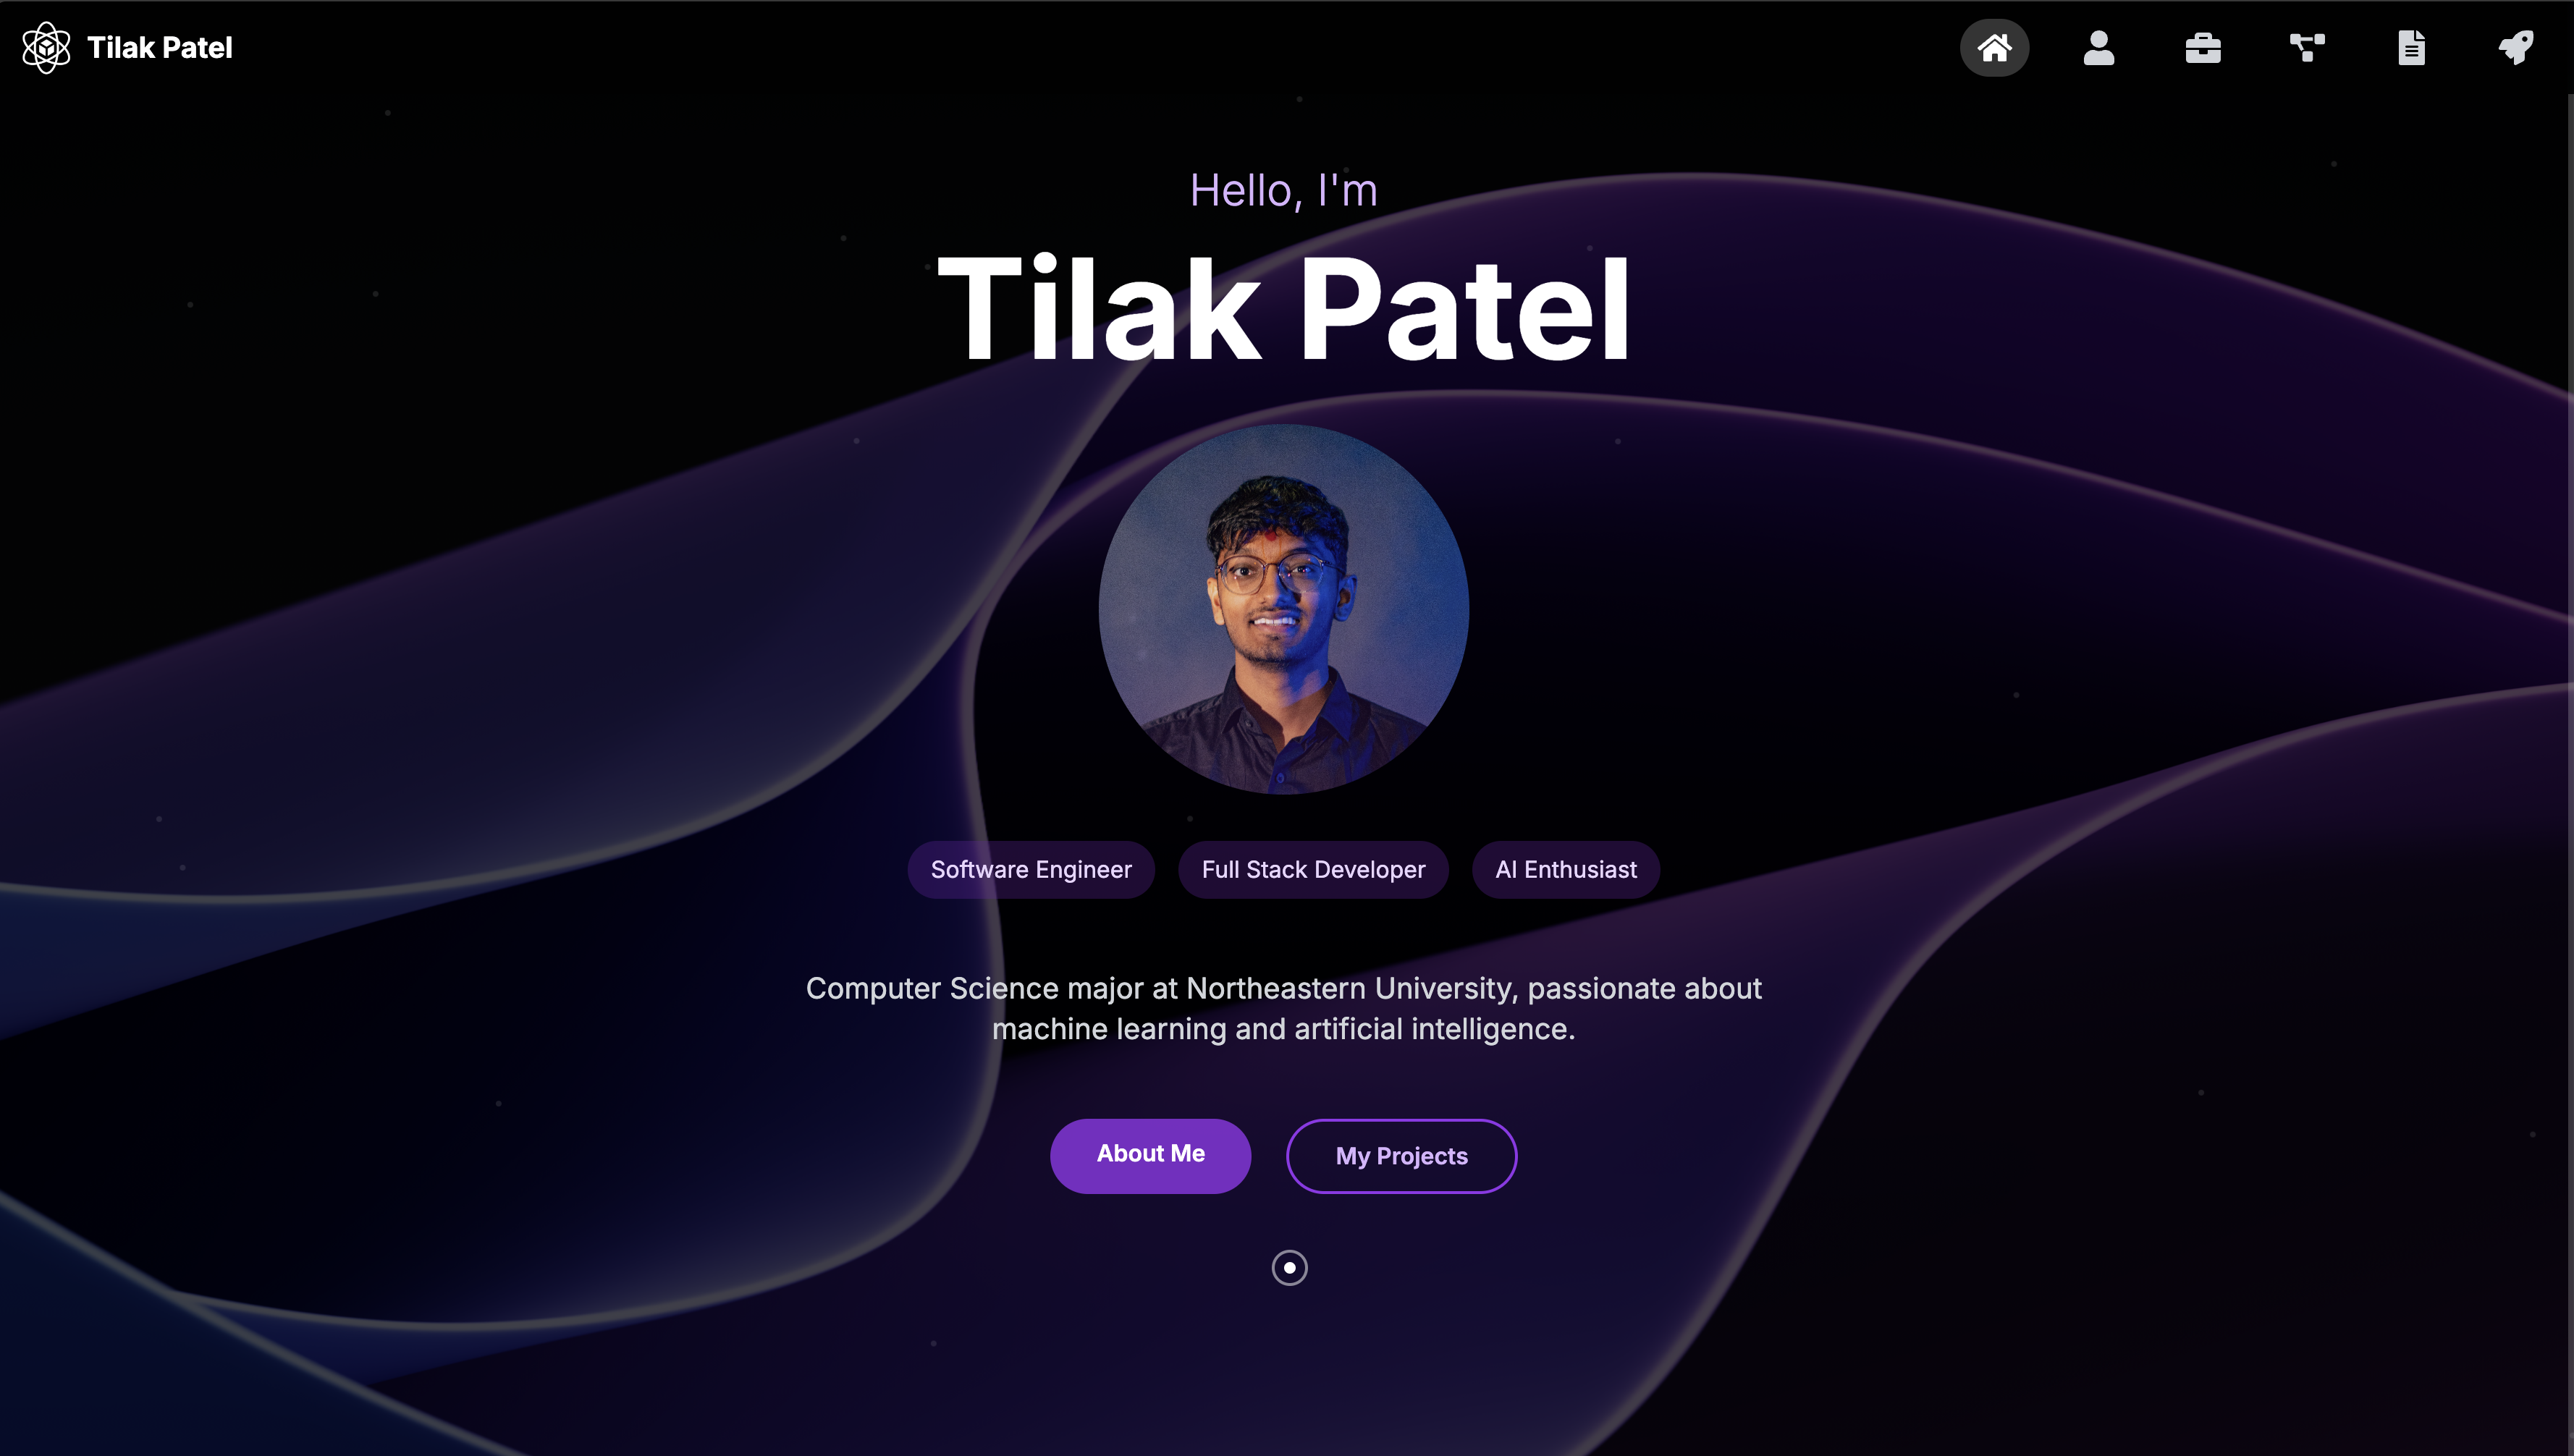 Tilak Patel
Hello, I'm
Tilak Patel
Software Engineer
Full Stack Developer
AI Enthusiast
Computer Science major at Northeastern University, passionate about
machine learning and artificial intelligence.
About Me
My Projects